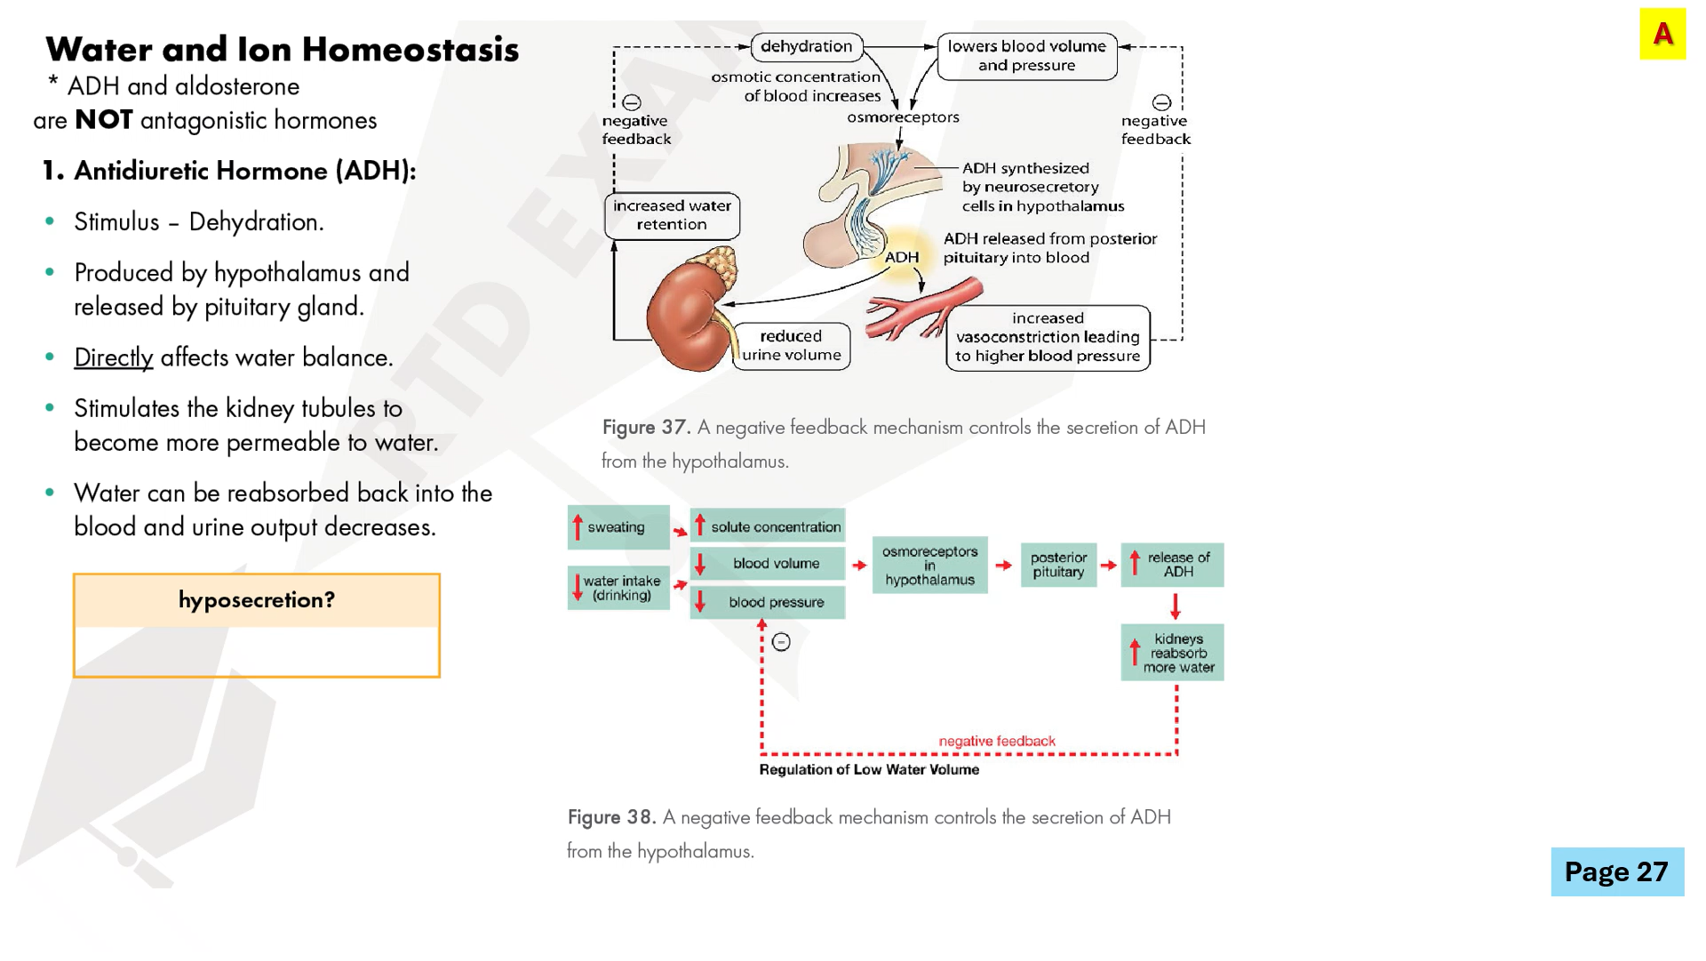 Water and Ion Homeostasis
* ADH and aldosterone
are NOT antagonistic hormones
1. Antidiuretic Hormone (ADH):
• Stimulus – Dehydration.
• Produced by hypothalamus and
released by pituitary gland.
• Directly affects water balance.
• Stimulates the kidney tubules to
become more permeable to water.
• Water can be reabsorbed back into the
blood and urine output decreases.
hyposecretion?
dehydration
lowers blood volume
and pressure
osmotic concentration
of blood increases
osmoreceptors
negative
feedback
negative
feedback
ADH synthesized
by neurosecretory
cells in hypothalamus
increased water
retention
ADH released from posterior
pituitary into blood
ADH
reduced
urine volume
increased
vasoconstriction leading
to higher blood pressure
Figure 37. A negative feedback mechanism controls the secretion of ADH
from the hypothalamus.
sweating
water intake
(drinking)
solute concentration
blood volume
blood pressure
osmoreceptors
in
hypothalamus
posterior
pituitary
release of
ADH
kidneys
reabsorb
more water
negative feedback
Regulation of Low Water Volume
Figure 38. A negative feedback mechanism controls the secretion of ADH
from the hypothalamus.
A
Page 27
RTD EXAM